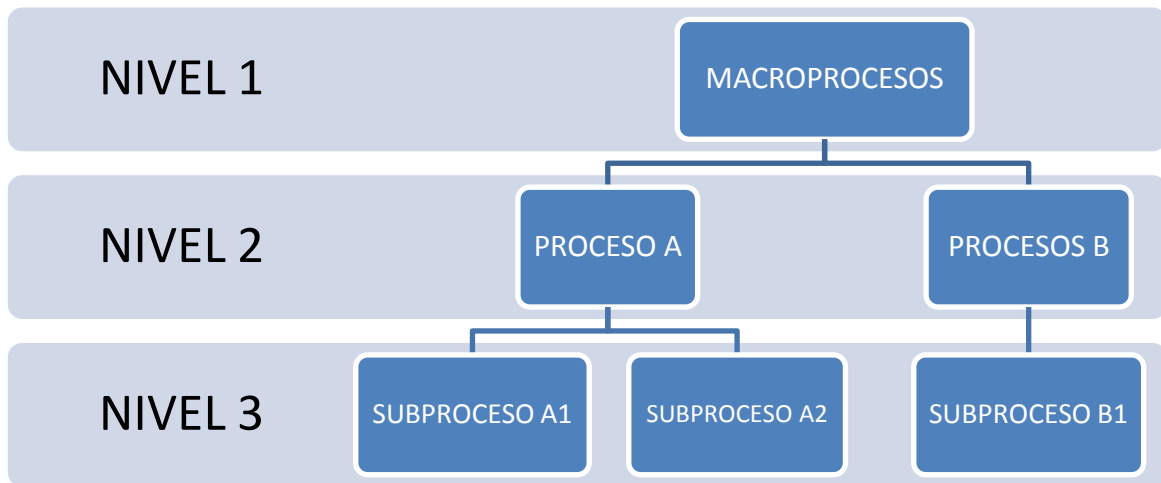 NIVEL 1
MACROPROCESOS
NIVEL 2
PROCESO A
PROCESOS B
NIVEL 3
SUBPROCESO A1
SUBPROCESO A2
SUBPROCESO B1